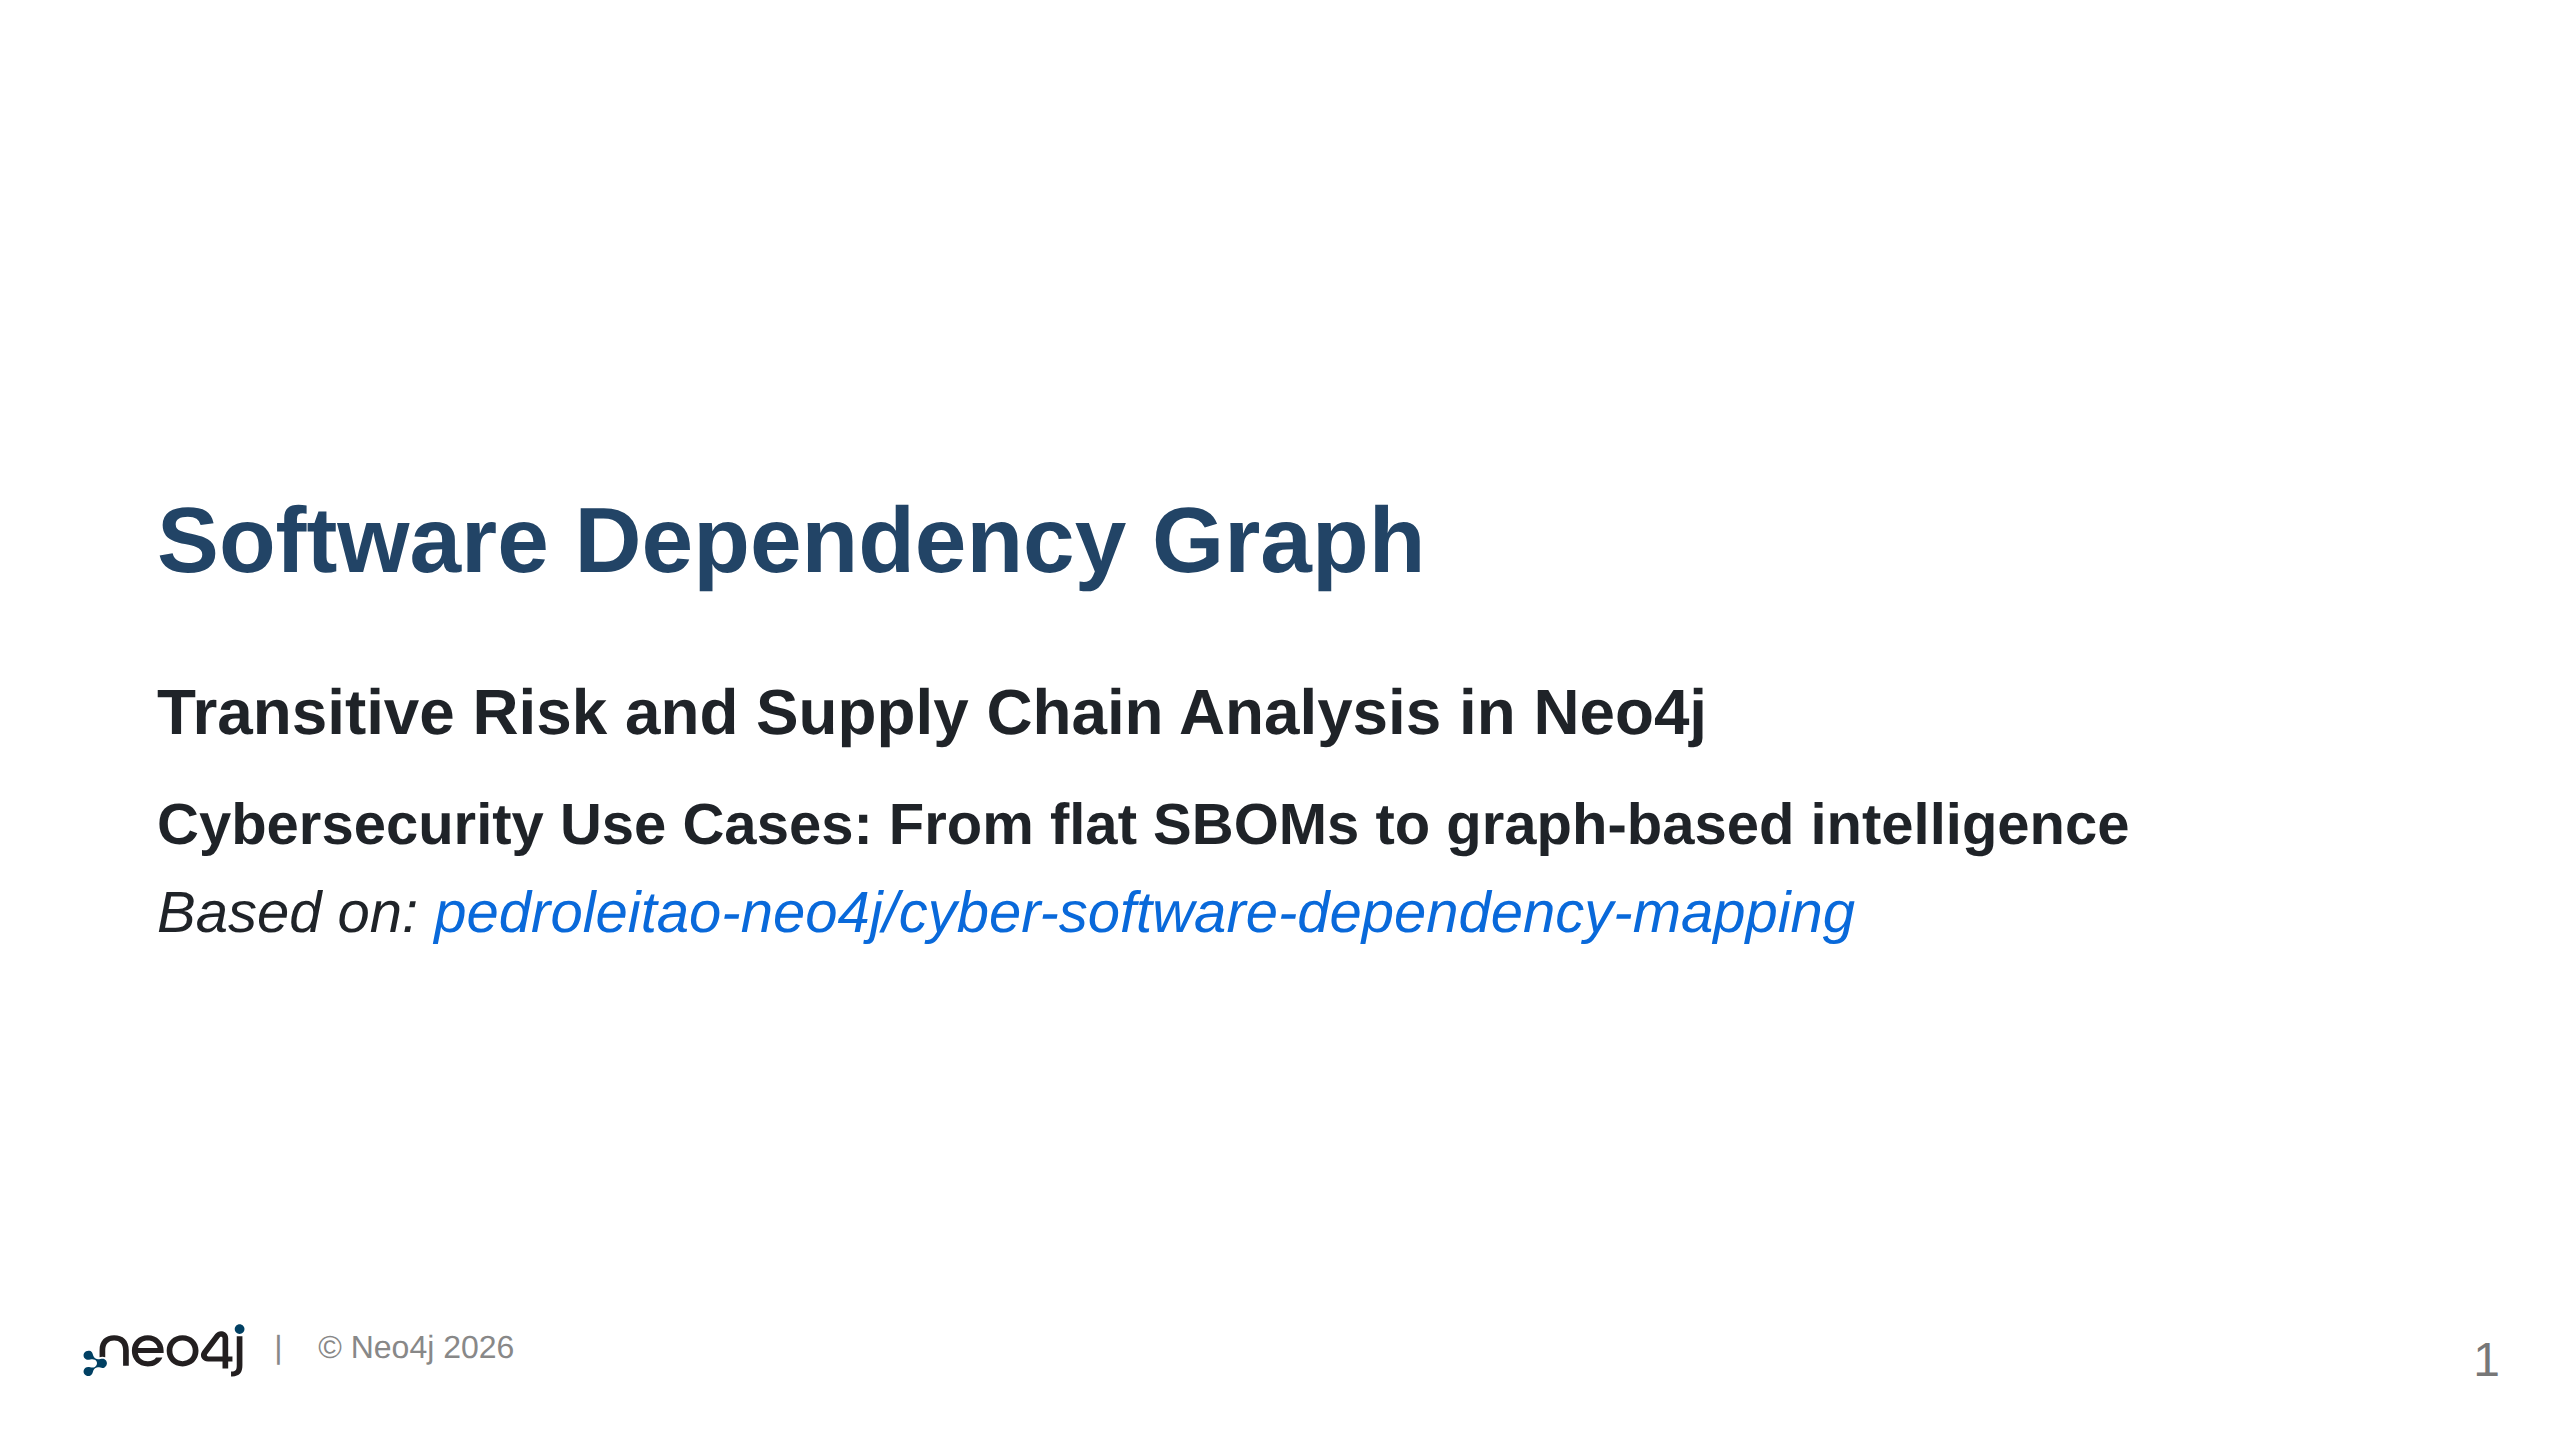 Software Dependency Graph
Transitive Risk and Supply Chain Analysis in Neo4j
Cybersecurity Use Cases: From flat SBOMs to graph-based intelligence
Based on: pedroleitao-neo4j/cyber-software-dependency-mapping
neo4j | © Neo4j 2026
1